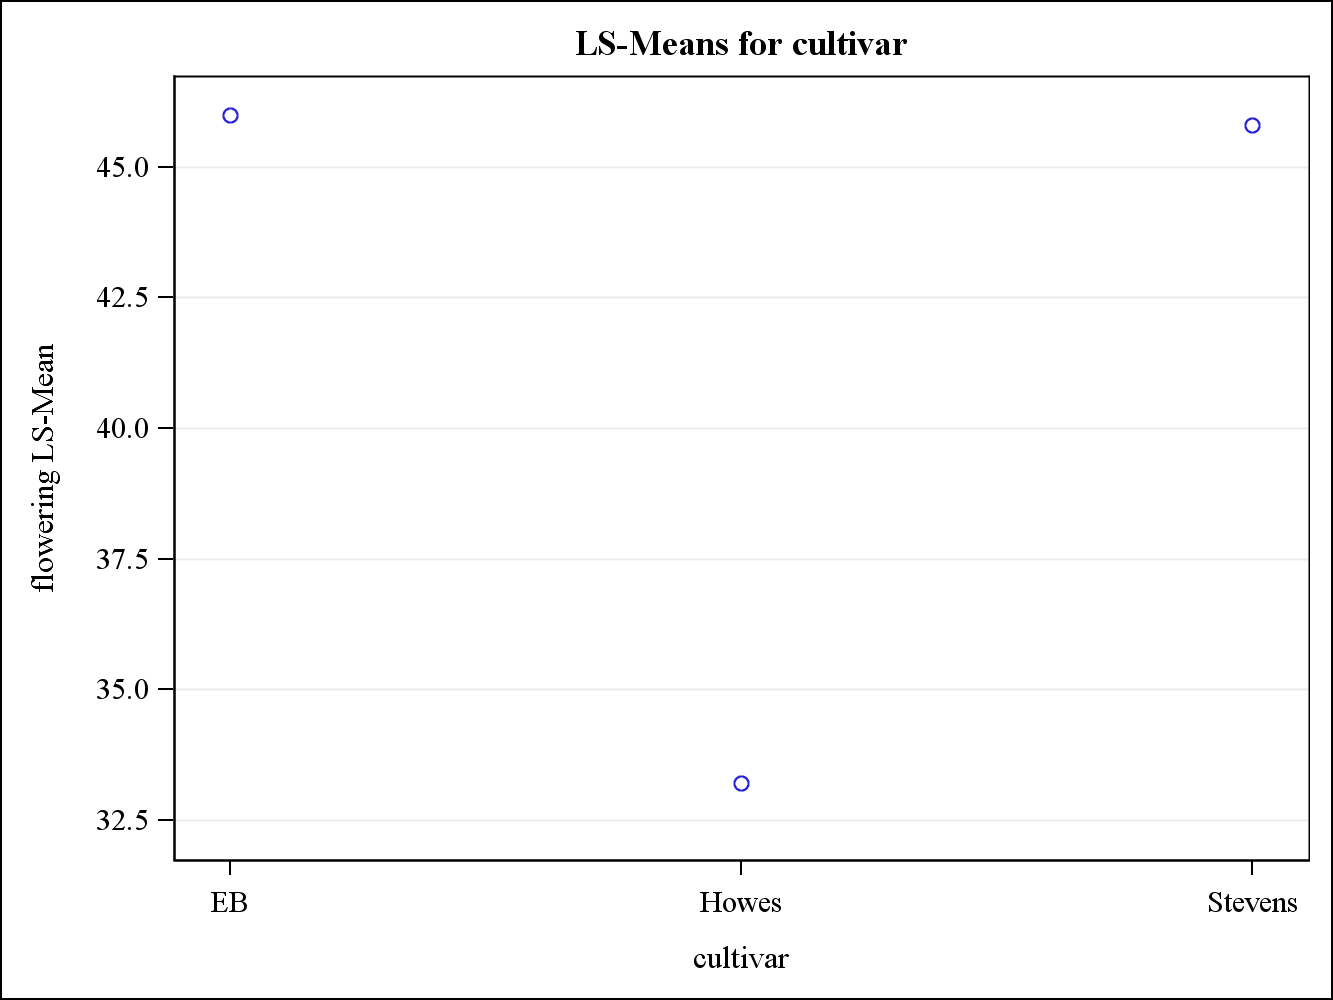 LS-Means for cultivar
45.0
42.5
40.0
37.5
35.0
32.5
flowering LS-Mean
EB
Howes
Stevens
cultivar